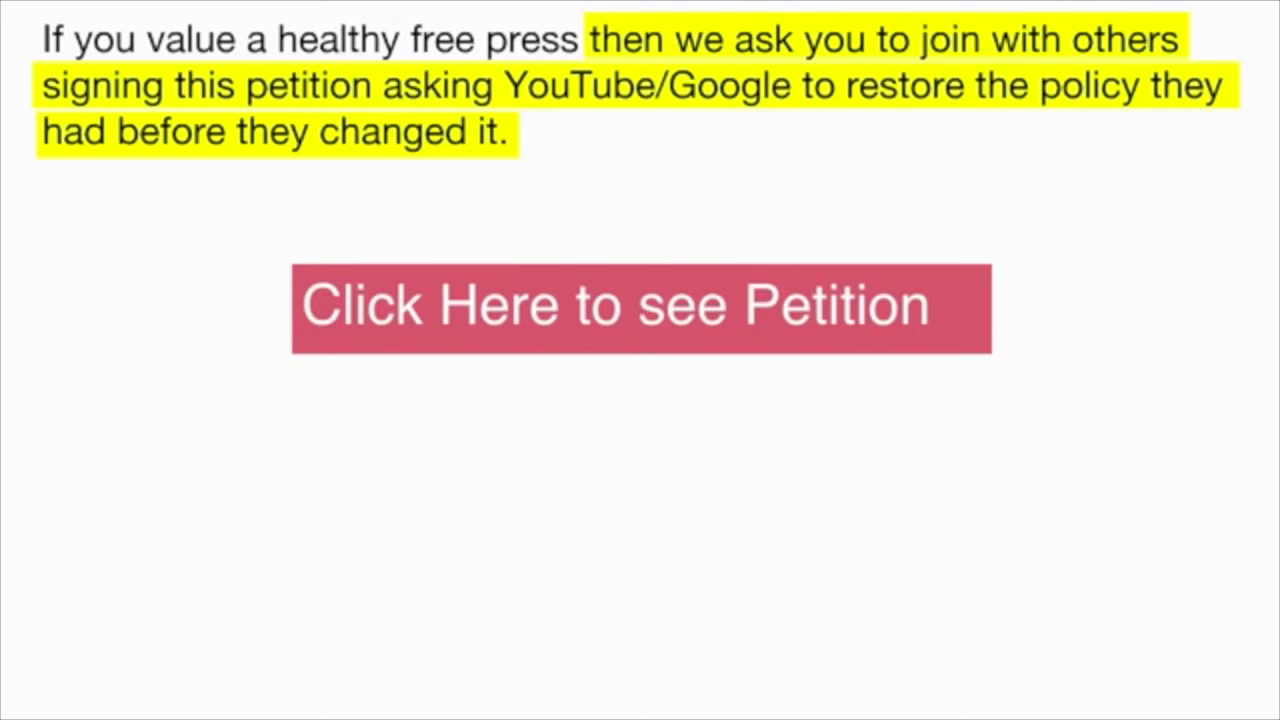 If you value a healthy free press then we ask you to join with others
signing this petition asking YouTube/Google to restore the policy they
had before they changed it.
Click Here to see Petition